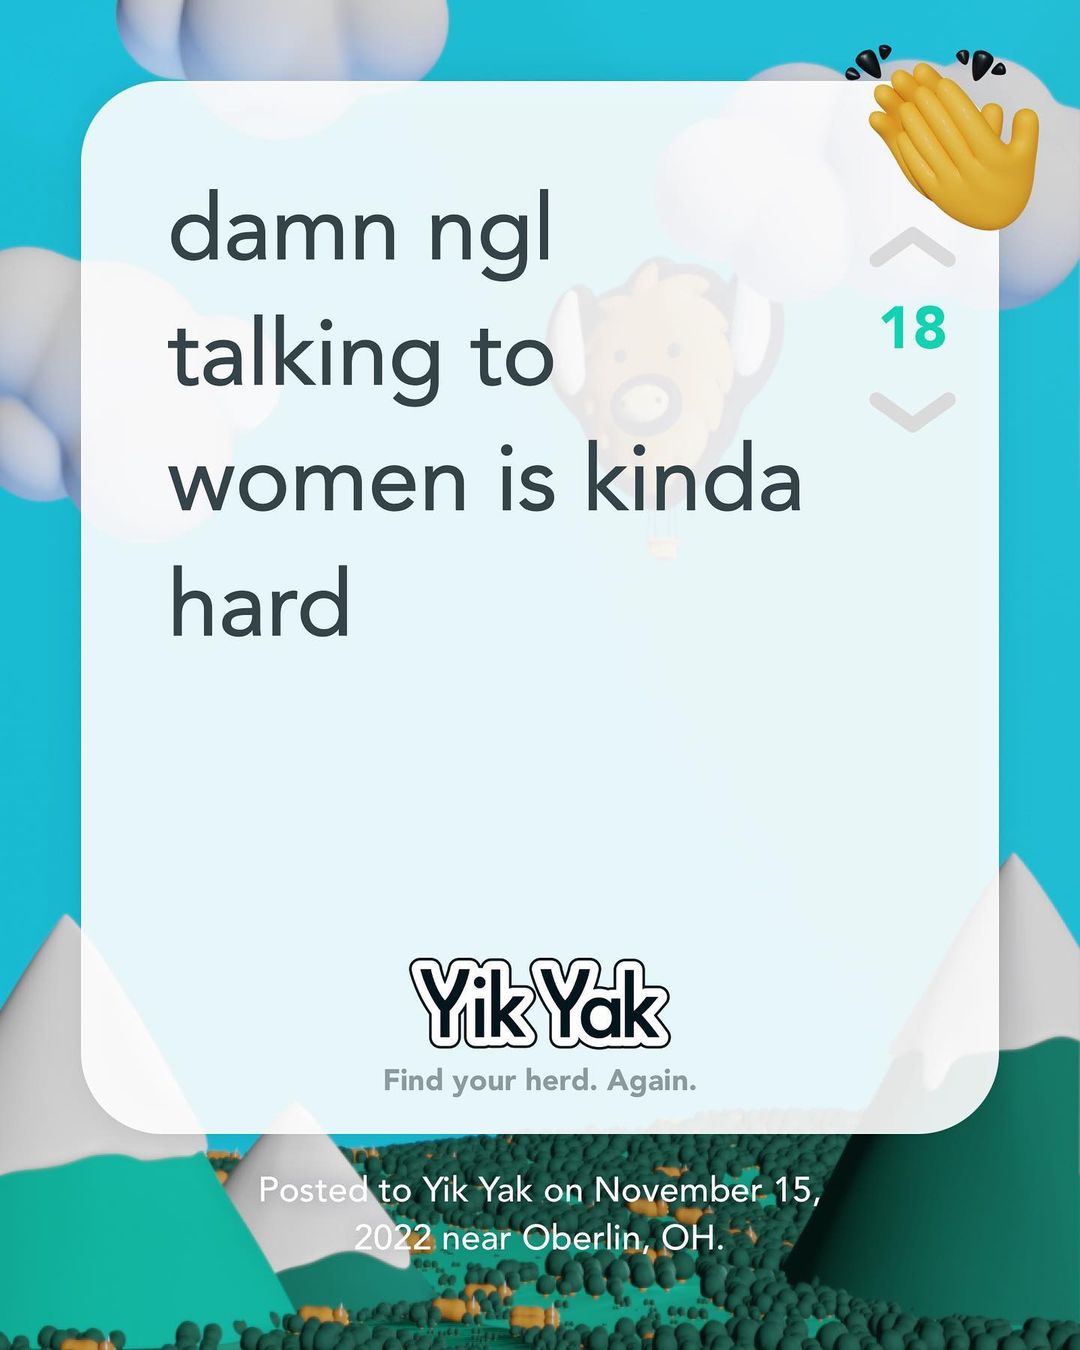 damn ngl
talking to
women is kinda
hard
18
Yik Yak
Find your herd. Again.
Posted to Yik Yak on November 15,
2022 near Oberlin, OH.